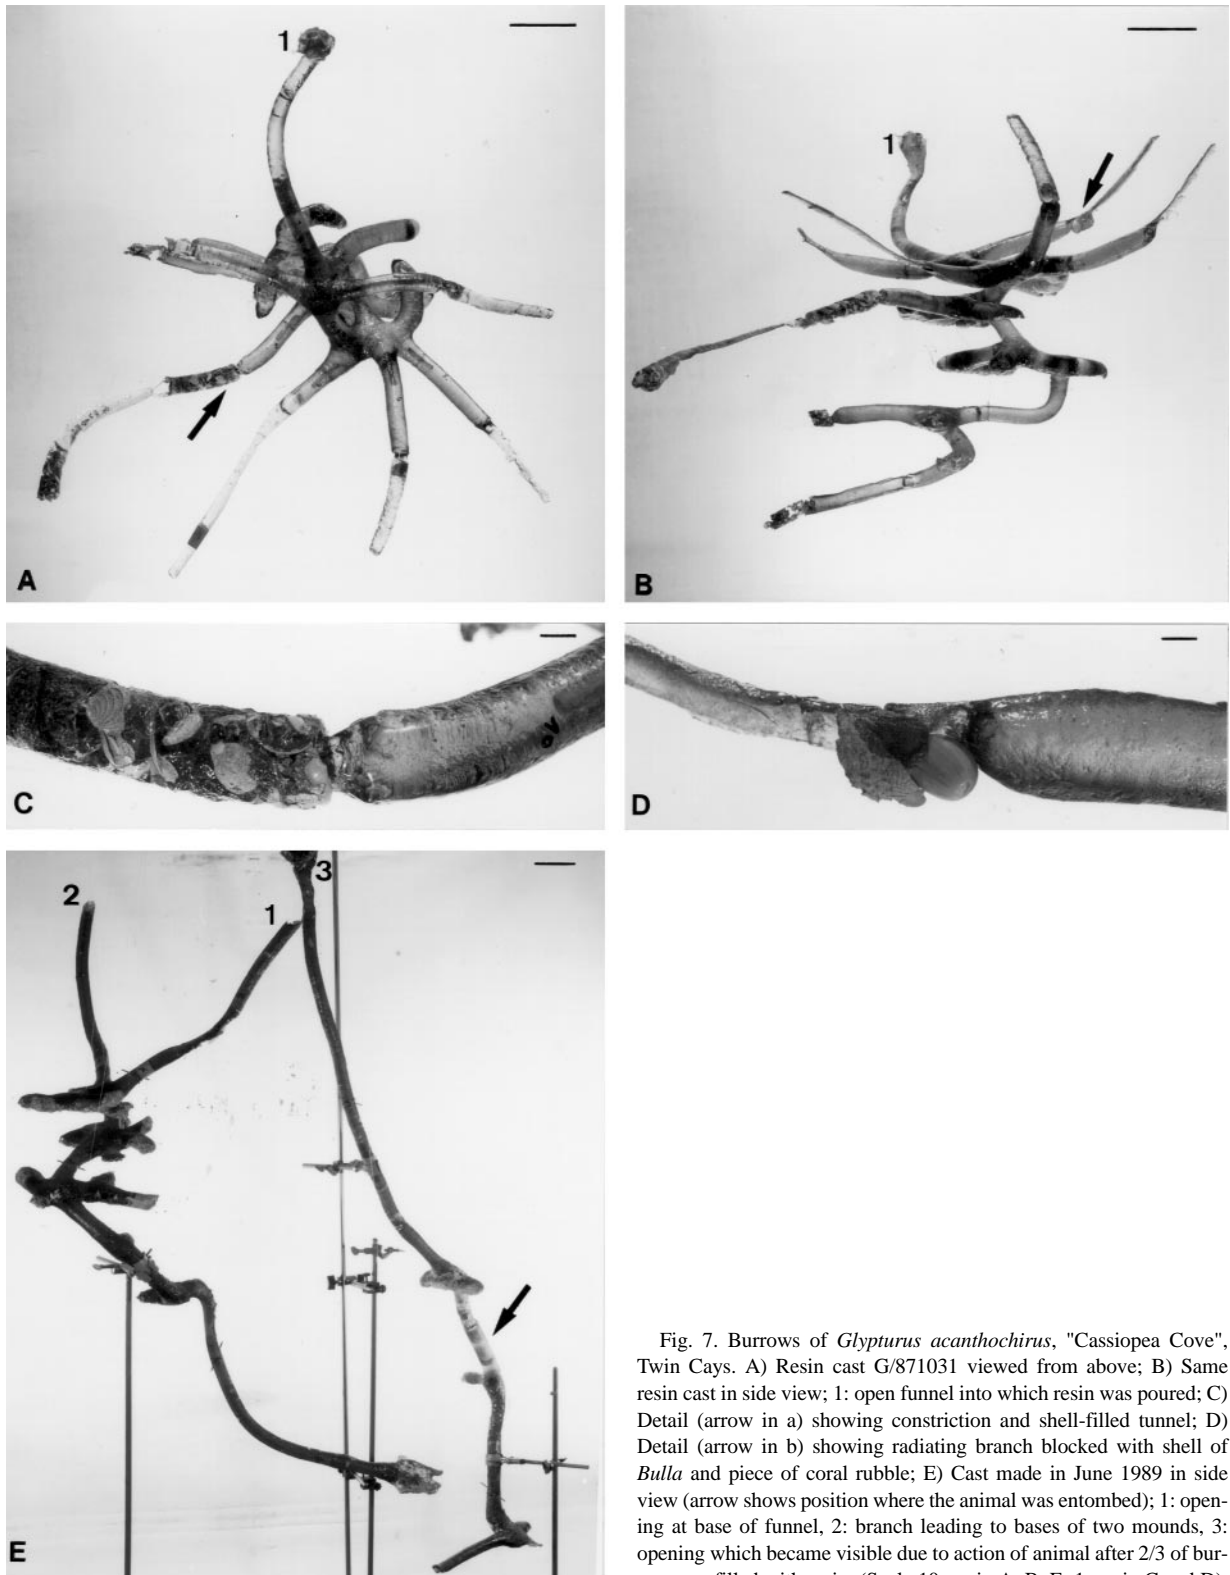 1
A
1
B
C
D
2
1
3
E
Fig. 7. Burrows of Glypturus acanthochirus, "Cassiopea Cove",
Twin Cays. A) Resin cast G/871031 viewed from above; B) Same
resin cast in side view; 1: open funnel into which resin was poured; C)
Detail (arrow in a) showing constriction and shell-filled tunnel; D)
Detail (arrow in b) showing radiating branch blocked with shell of
Bulla and piece of coral rubble; E) Cast made in June 1989 in side
view (arrow shows position where the animal was entombed); 1: open-
ing at base of funnel, 2: branch leading to bases of two mounds, 3:
opening which became visible due to action of animal after 2/3 of bur-